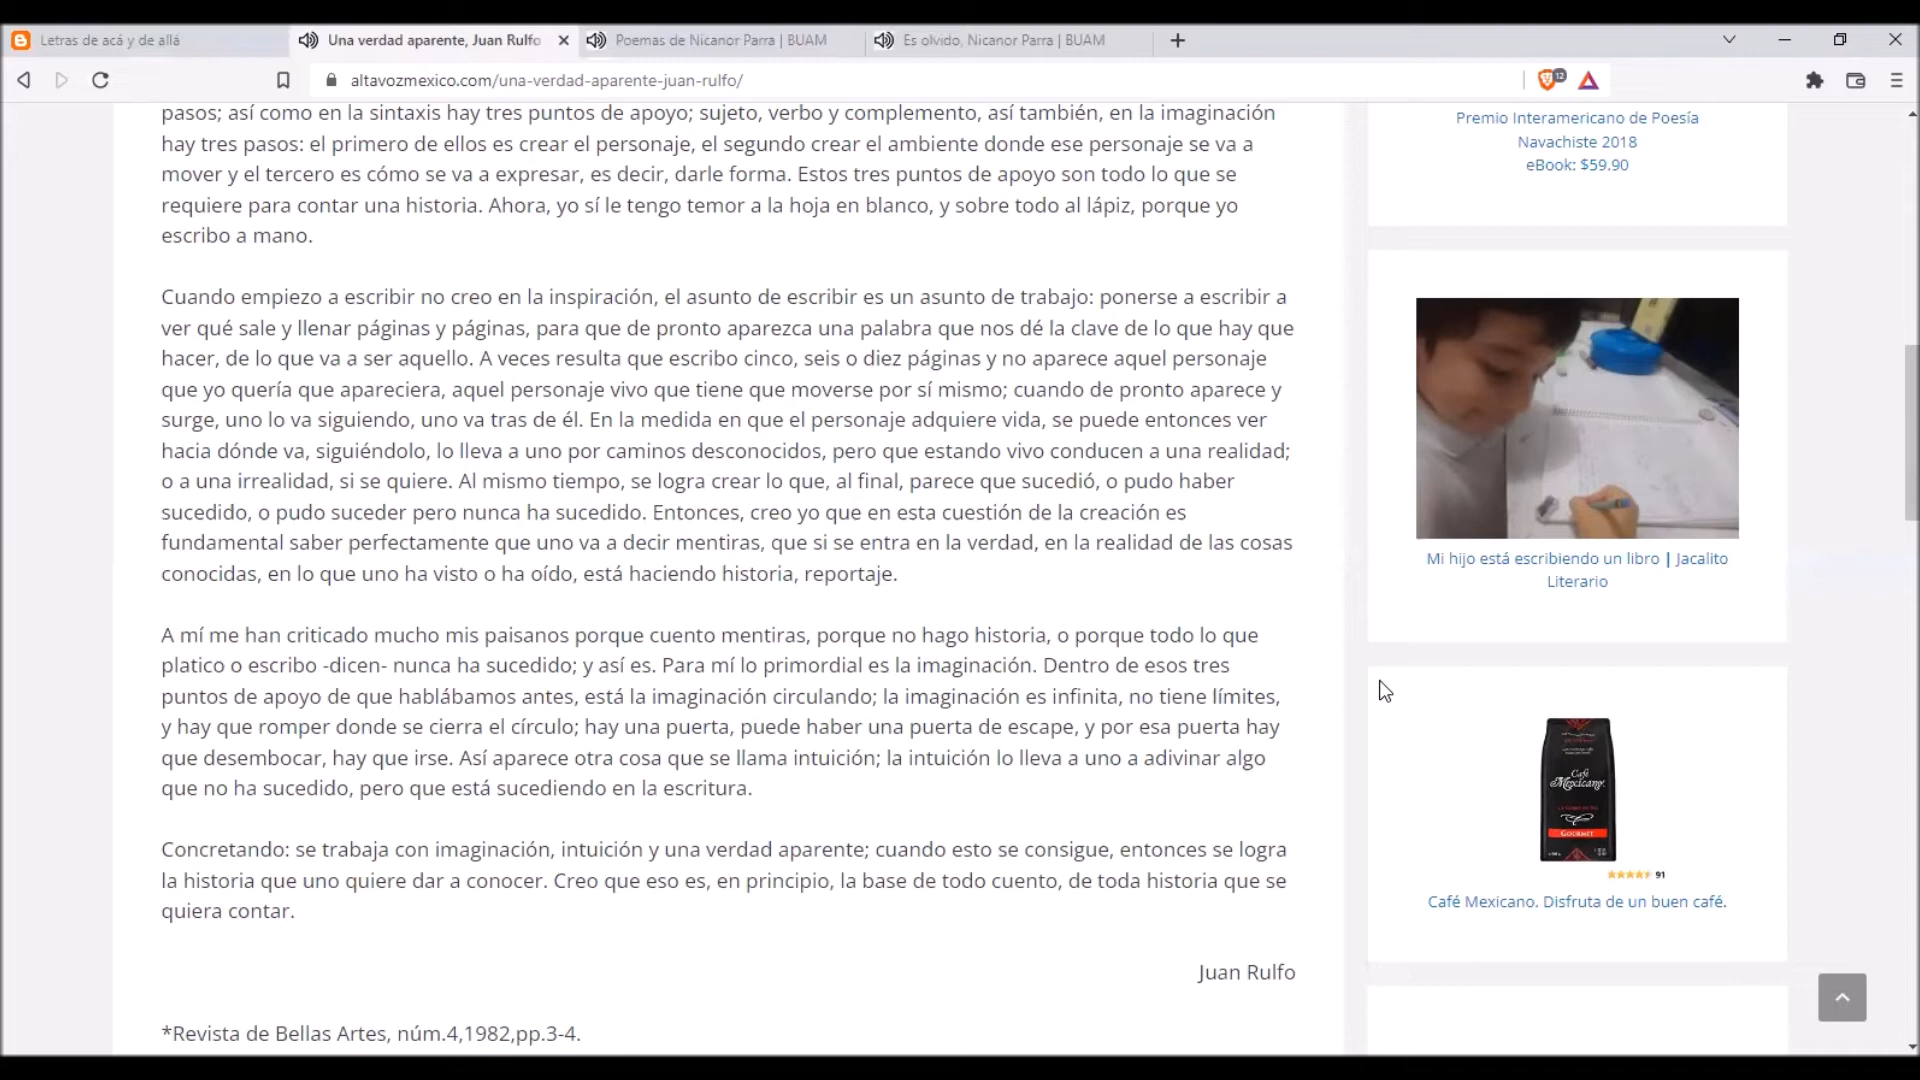 Letras de acá y de allá
Una verdad aparente, Juan Rulfo
Poemas de Nicanor Parra | BUAM
Es olvido, Nicanor Parra | BUAM
altavozmexico.com/una-verdad-aparente-juan-rulfo/
12
pasos; así como en la sintaxis hay tres puntos de apoyo; sujeto, verbo y complemento, así también, en la imaginación
hay tres pasos: el primero de ellos es crear el personaje, el segundo crear el ambiente donde ese personaje se va a
mover y el tercero es cómo se va a expresar, es decir, darle forma. Estos tres puntos de apoyo son todo lo que se
requiere para contar una historia. Ahora, yo sí le tengo temor a la hoja en blanco, y sobre todo al lápiz, porque yo
escribo a mano.
Cuando empiezo a escribir no creo en la inspiración, el asunto de escribir es un asunto de trabajo: ponerse a escribir a
ver qué sale y llenar páginas y páginas, para que de pronto aparezca una palabra que nos dé la clave de lo que hay que
hacer, de lo que va a ser aquello. A veces resulta que escribo cinco, seis o diez páginas y no aparece aquel personaje
que yo quería que apareciera, aquel personaje vivo que tiene que moverse por sí mismo; cuando de pronto aparece y
surge, uno lo va siguiendo, uno va tras de él. En la medida en que el personaje adquiere vida, se puede entonces ver
hacia dónde va, siguiéndolo, lo lleva a uno por caminos desconocidos, pero que estando vivo conducen a una realidad;
o a una irrealidad, si se quiere. Al mismo tiempo, se logra crear lo que, al final, parece que sucedió, o pudo haber
sucedido, o pudo suceder pero nunca ha sucedido. Entonces, creo yo que en esta cuestión de la creación es
fundamental saber perfectamente que uno va a decir mentiras, que si se entra en la verdad, en la realidad de las cosas
conocidas, en lo que uno ha visto o ha oído, está haciendo historia, reportaje.
A mí me han criticado mucho mis paisanos porque cuento mentiras, porque no hago historia, o porque todo lo que
platico o escribo -dicen- nunca ha sucedido; y así es. Para mí lo primordial es la imaginación. Dentro de esos tres
puntos de apoyo de que hablábamos antes, está la imaginación circulando; la imaginación es infinita, no tiene límites,
y hay que romper donde se cierra el círculo; hay una puerta, puede haber una puerta de escape, y por esa puerta hay
que desembocar, hay que irse. Así aparece otra cosa que se llama intuición; la intuición lo lleva a uno a adivinar algo
que no ha sucedido, pero que está sucediendo en la escritura.
Concretando: se trabaja con imaginación, intuición y una verdad aparente; cuando esto se consigue, entonces se logra
la historia que uno quiere dar a conocer. Creo que eso es, en principio, la base de todo cuento, de toda historia que se
quiera contar.
Juan Rulfo
*Revista de Bellas Artes, núm.4,1982,pp.3-4.
Premio Interamericano de Poesía
Navachiste 2018
eBook: $59.90
Mi hijo está escribiendo un libro | Jacalito
Literario
Café
Mexicano
GOURMET
91
Café Mexicano. Disfruta de un buen café.